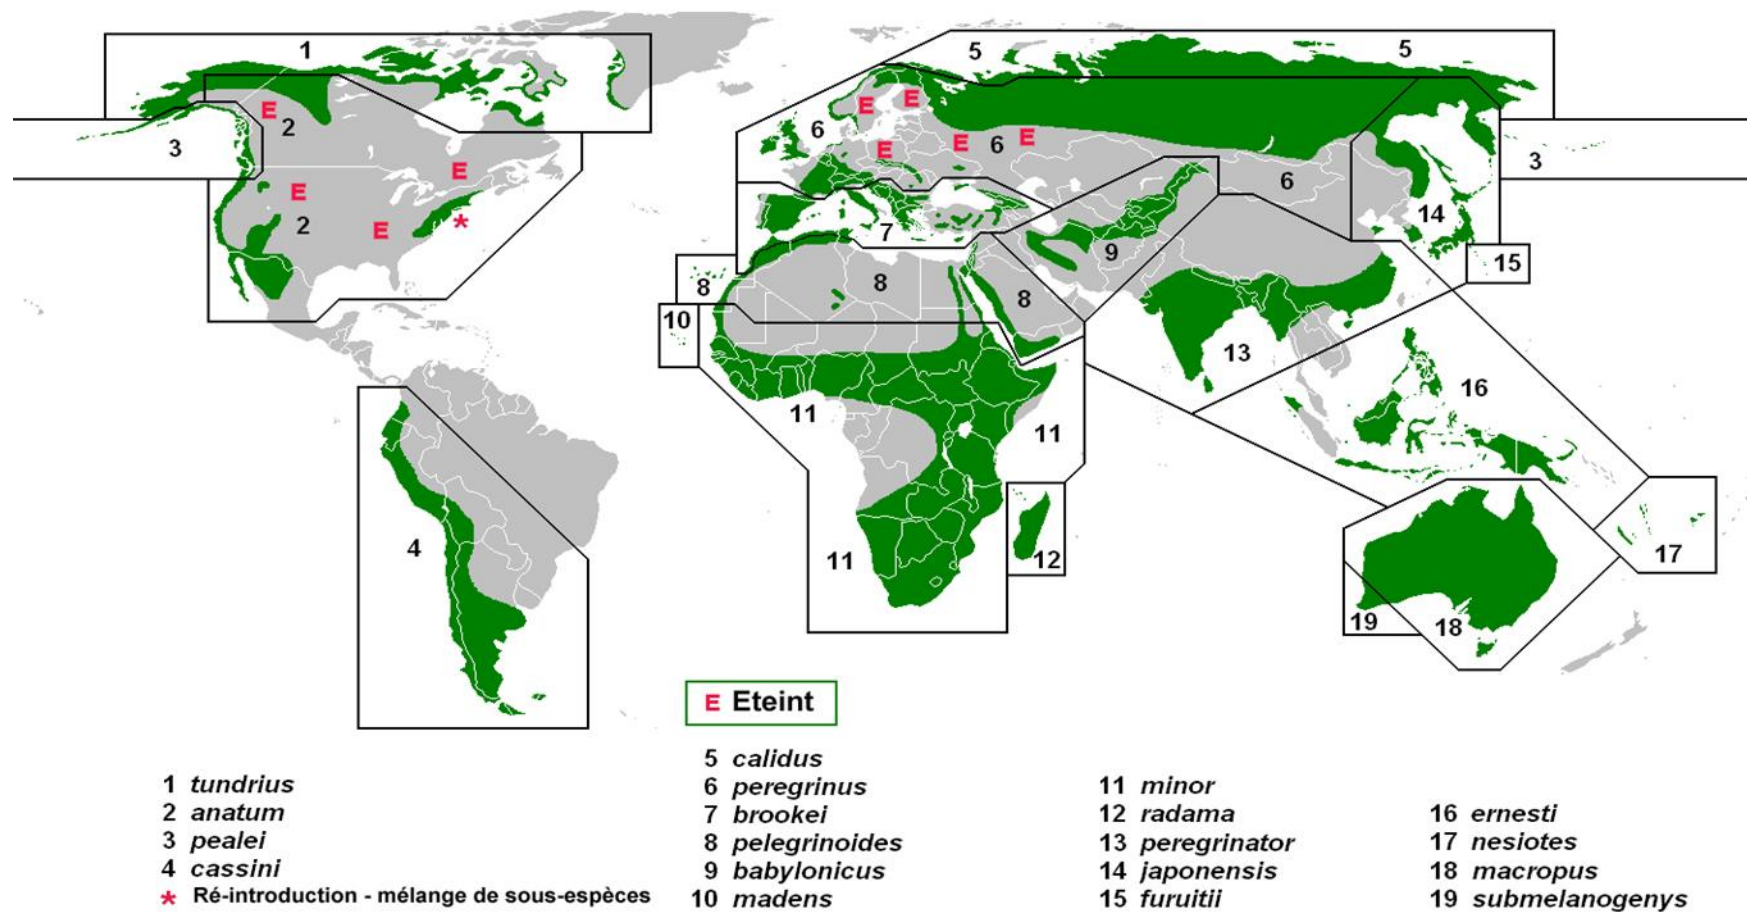 1
5
5
E
2
3
E
E
E
6
E
E
6
E
3
E
E
2
E
*
6
14
7
9
15
8
8
8
10
13
16
11
11
4
11
12
17
19
18
E Eteint
1 tundrius
2 anatum
3 pealei
4 cassini
* Ré-introduction - mélange de sous-espèces
5 calidus
6 peregrinus
7 brookei
8 pelegrinoides
9 babylonicus
10 madens
11 minor
12 radama
13 peregrinator
14 japonensis
15 furuitii
16 ernesti
17 nesiotes
18 macropus
19 submelanogenys